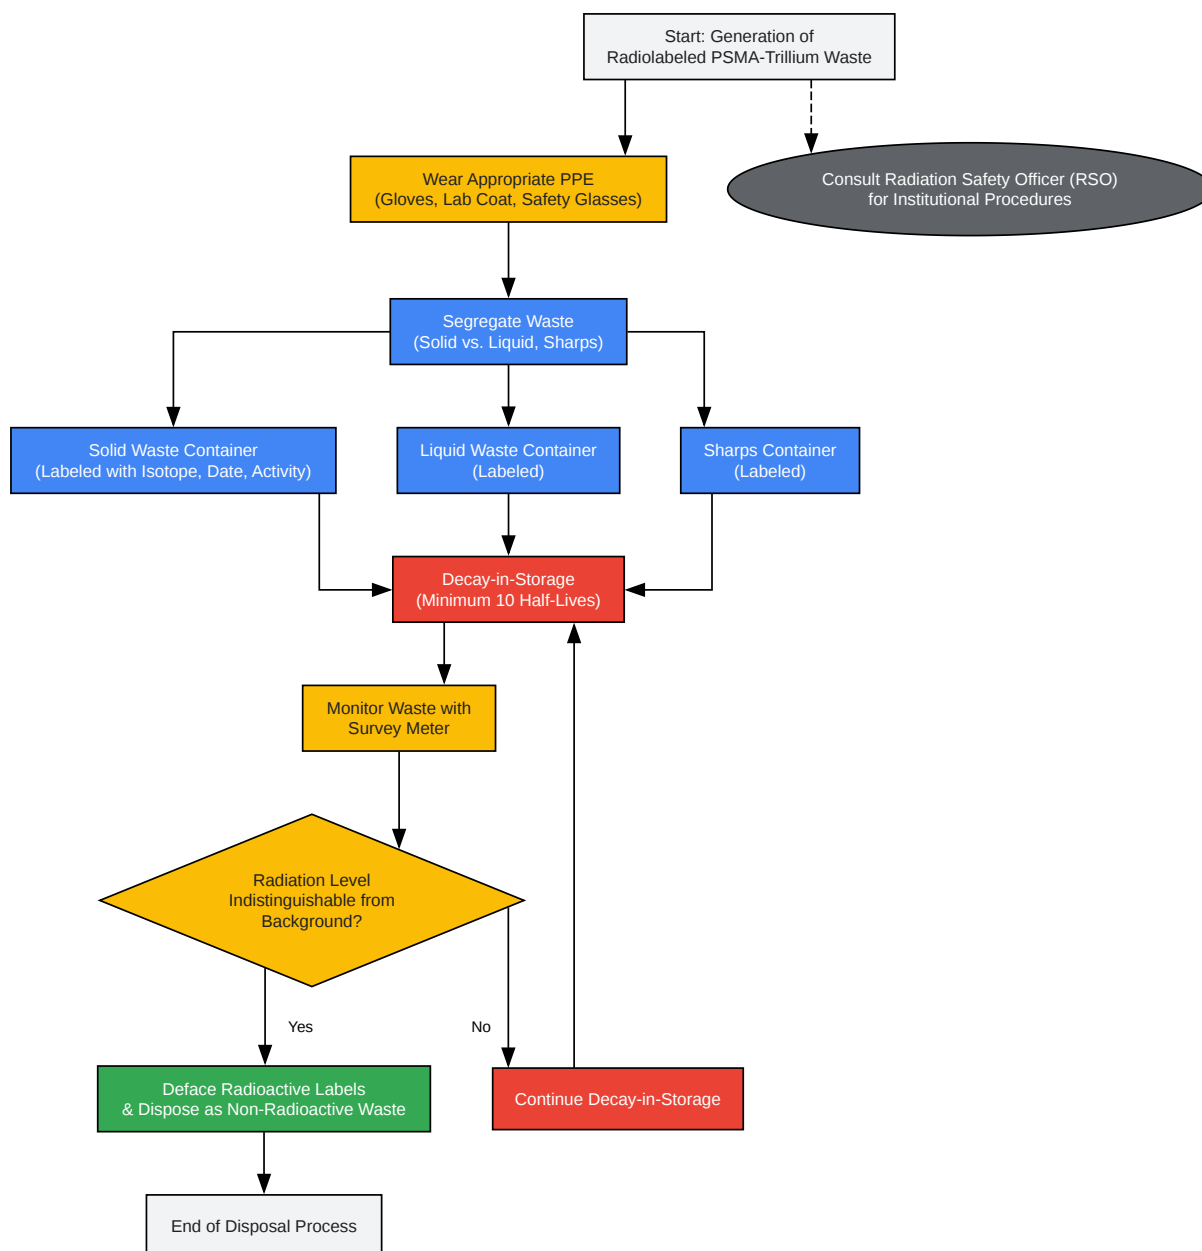 Start: Generation of
Radiolabeled PSMA-Trillium Waste
Wear Appropriate PPE
(Gloves, Lab Coat, Safety Glasses)
Consult Radiation Safety Officer (RSO)
for Institutional Procedures
Segregate Waste
(Solid vs. Liquid, Sharps)
Solid Waste Container
(Labeled with Isotope, Date, Activity)
Liquid Waste Container
(Labeled)
Sharps Container
(Labeled)
Decay-in-Storage
(Minimum 10 Half-Lives)
Monitor Waste with
Survey Meter
Radiation Level
Indistinguishable from
Background?
Yes
No
Deface Radioactive Labels
& Dispose as Non-Radioactive Waste
Continue Decay-in-Storage
End of Disposal Process